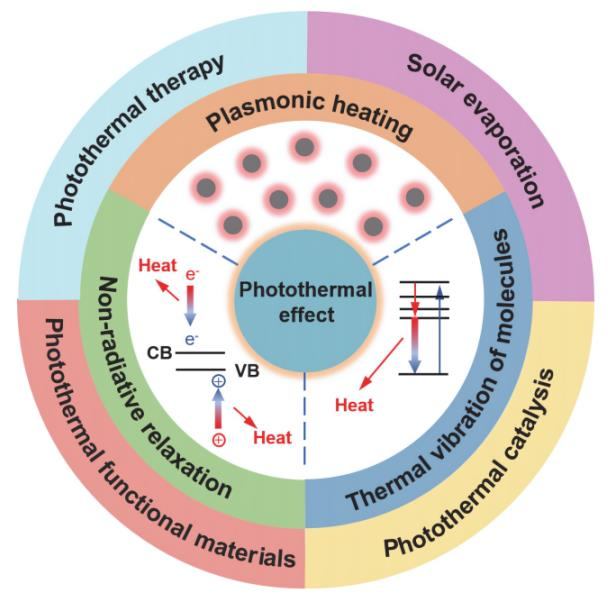 Photothermal therapy
Solar evaporation
Plasmonic heating
Non-radiative relaxation
Thermal vibration of molecules
Photothermal
effect
Heat
e-
e-
CB
VB
⊕
⊕
Heat
Heat
Photothermal functional materials
Photothermal catalysis